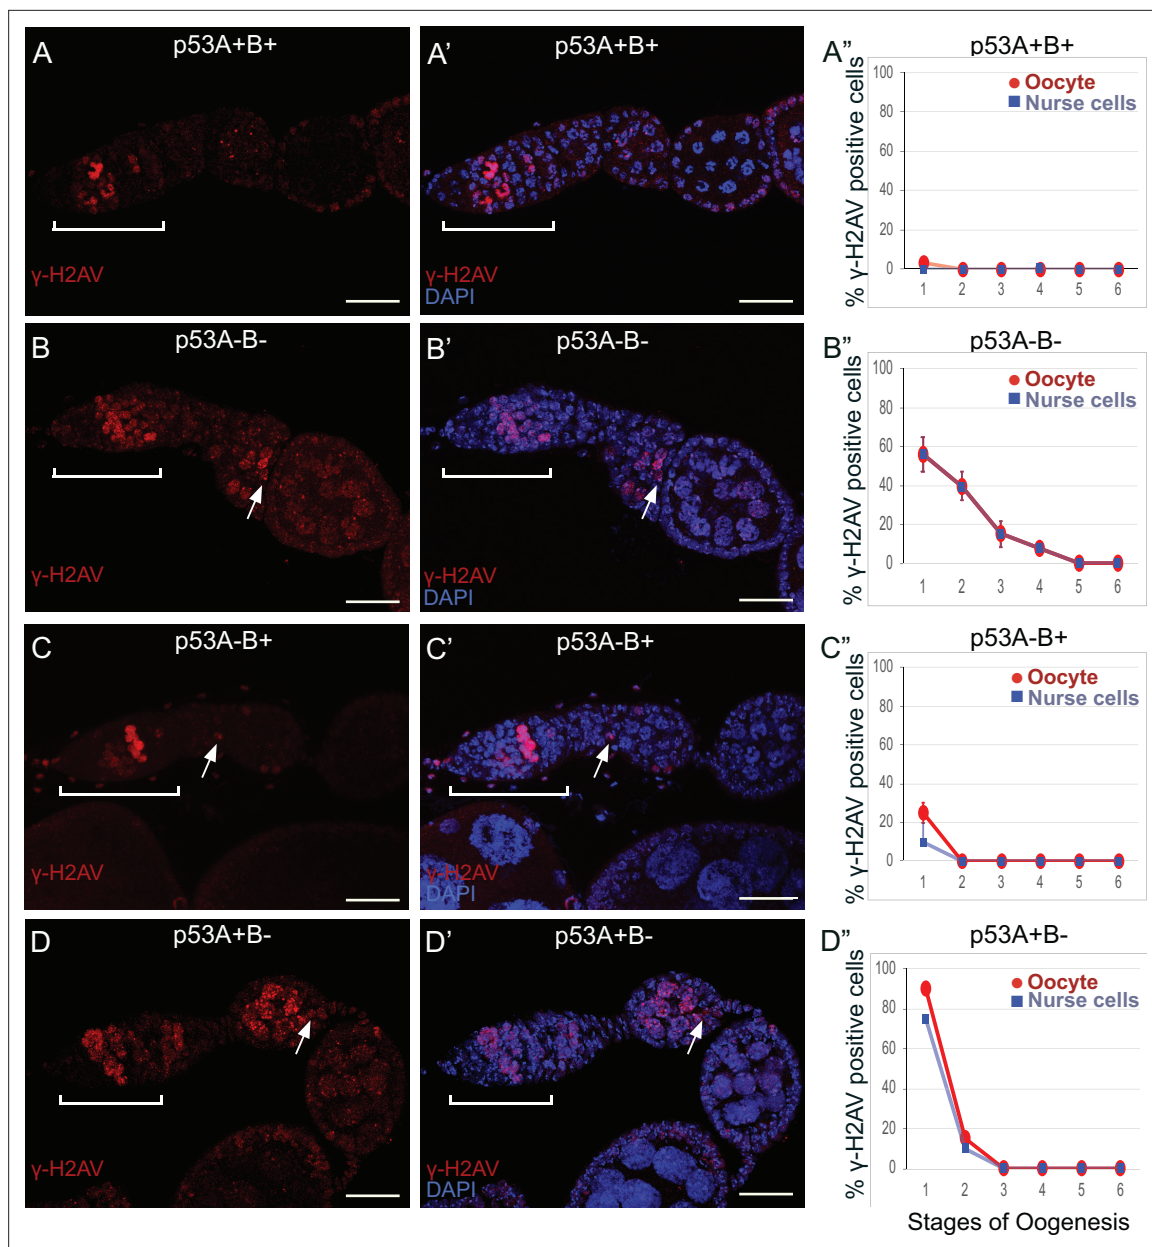 A
p53A+B+
γ-H2AV
A'
p53A+B+
γ-H2AV
DAPI
A”
p53A+B+
% γ-H2AV positive cells
100
80
60
40
20
0
Oocyte
Nurse cells
1 2 3 4 5 6
B
p53A-B-
γ-H2AV
B'
p53A-B-
γ-H2AV
DAPI
B”
p53A-B-
% γ-H2AV positive cells
100
80
60
40
20
0
Oocyte
Nurse cells
1 2 3 4 5 6
C
p53A-B+
γ-H2AV
C'
p53A-B+
γ-H2AV
DAPI
C”
p53A-B+
% γ-H2AV positive cells
100
80
60
40
20
0
Oocyte
Nurse cells
1 2 3 4 5 6
D
p53A+B-
γ-H2AV
D'
p53A+B-
γ-H2AV
DAPI
D”
p53A+B-
% γ-H2AV positive cells
100
80
60
40
20
0
Oocyte
Nurse cells
1 2 3 4 5 6
Stages of Oogenesis